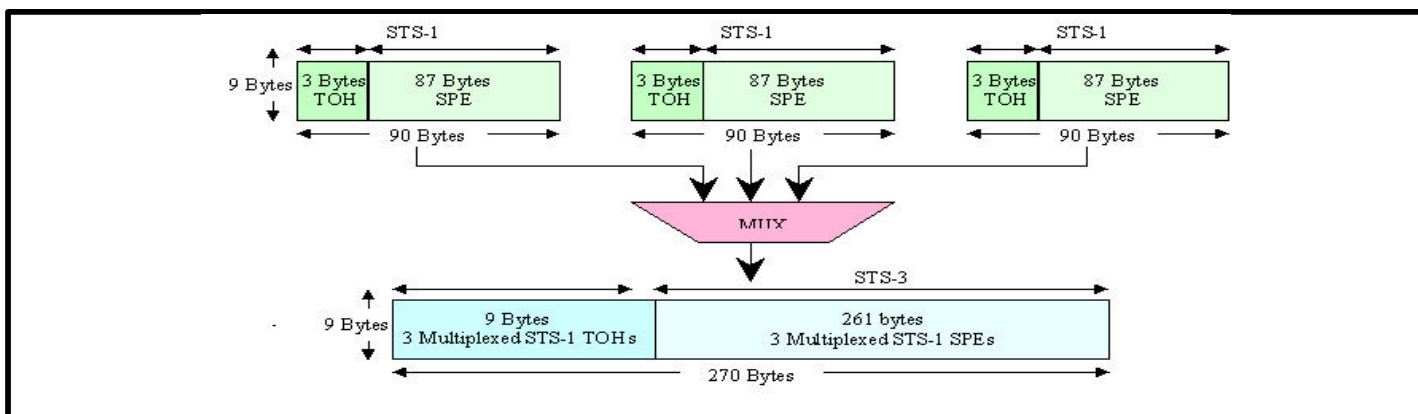 STS-1
STS-1
STS-1
9 Bytes
3 Bytes
TOH
87 Bytes
SPE
3 Bytes
TOH
87 Bytes
SPE
3 Bytes
TOH
87 Bytes
SPE
90 Bytes
90 Bytes
90 Bytes
MUX
STS-3
9 Bytes
9 Bytes
3 Multiplexed STS-1 TOHs
261 bytes
3 Multiplexed STS-1 SPEs
270 Bytes